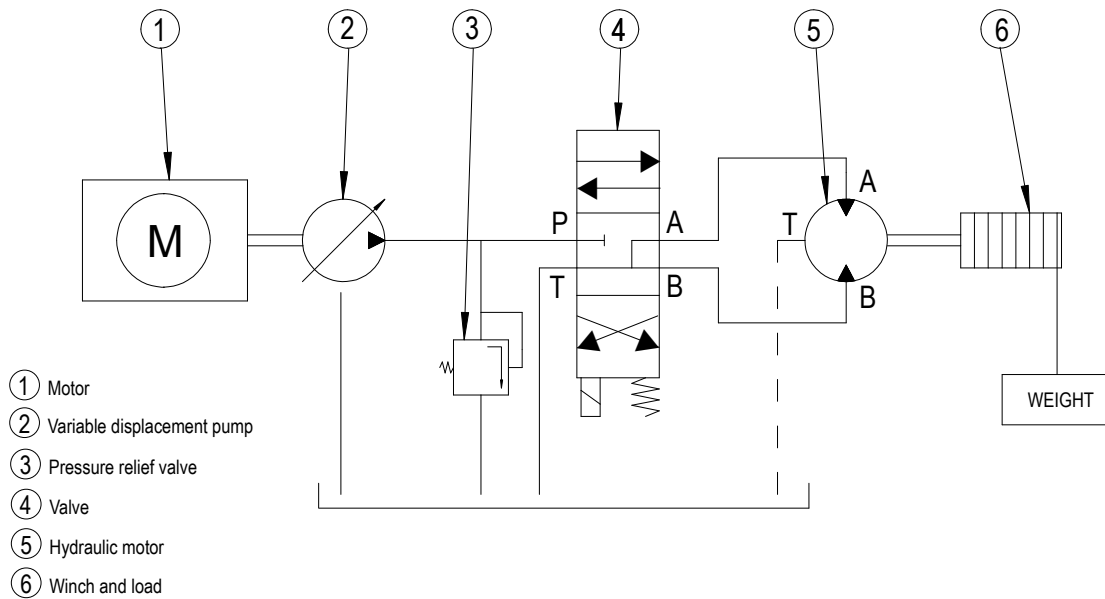 1 2 3 4 5 6
M
P A T A
T B B
WEIGHT
1 Motor
2 Variable displacement pump
3 Pressure relief valve
4 Valve
5 Hydraulic motor
6 Winch and load